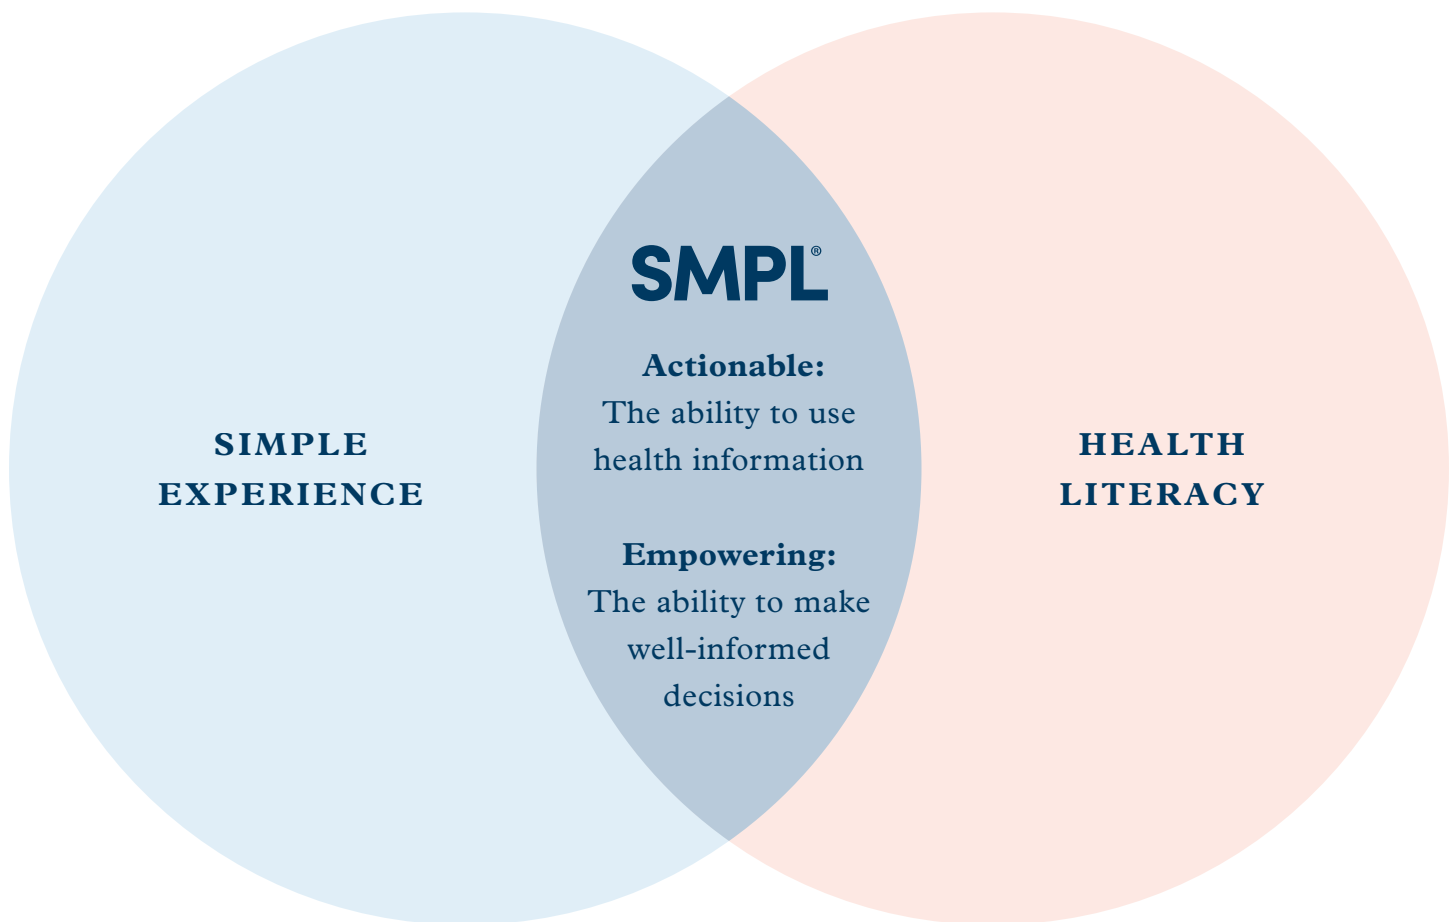 SMPL®
Actionable:
The ability to use
health information
Empowering:
The ability to make
well-informed
decisions
SIMPLE
EXPERIENCE
HEALTH
LITERACY